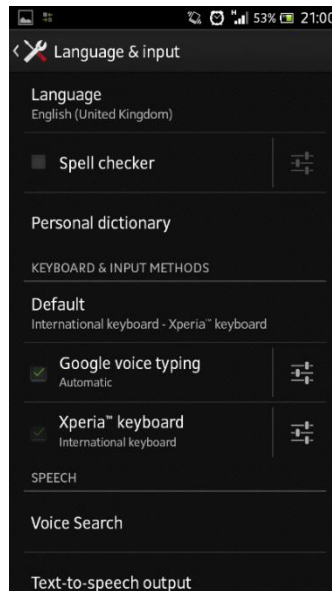 53% 21:00
Language & input
Language
English (United Kingdom)
Spell checker
Personal dictionary
KEYBOARD & INPUT METHODS
Default
International keyboard - Xperia™ keyboard
Google voice typing
Automatic
Xperia™ keyboard
International keyboard
SPEECH
Voice Search
Text-to-speech output